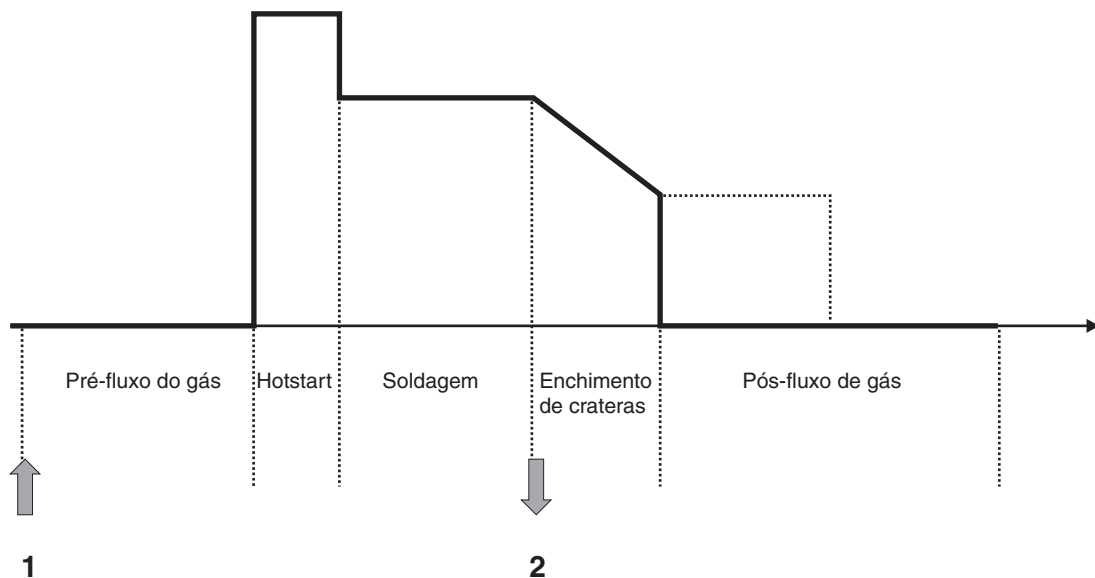 Pré-fluxo do gás
Hotstart
Soldagem
Enchimento
de crateras
Pós-fluxo de gás
1
2